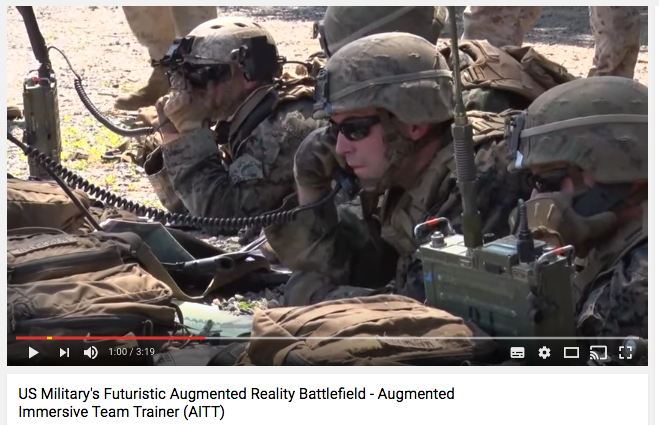 1:00 / 3:19
US Military's Futuristic Augmented Reality Battlefield - Augmented
Immersive Team Trainer (AITT)